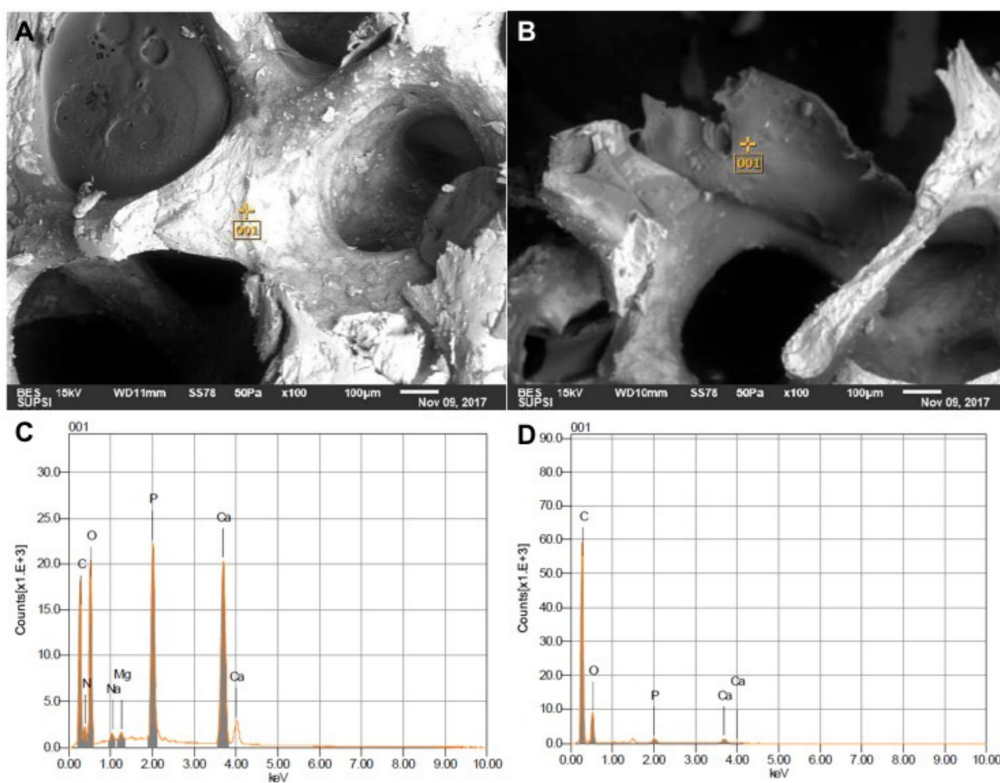 A
001
BES 15kV WD11mm SS78 50Pa x100 100µm
SUPSI Nov 09, 2017
B
001
BES 15kV WD10mm SS78 50Pa x100 100µm
SUPSI Nov 09, 2017
C
001
30.0
25.0
20.0
15.0
10.0
5.0
0.0
Counts[x1.E+3]
C
N
O
Na
Mg
P
Ca
Ca
0.00 1.00 2.00 3.00 4.00 5.00 6.00 7.00 8.00 9.00 10.00
keV
D
001
90.0
80.0
70.0
60.0
50.0
40.0
30.0
20.0
10.0
0.0
Counts[x1.E+3]
C
O
P
Ca
Ca
0.00 1.00 2.00 3.00 4.00 5.00 6.00 7.00 8.00 9.00 10.00
keV